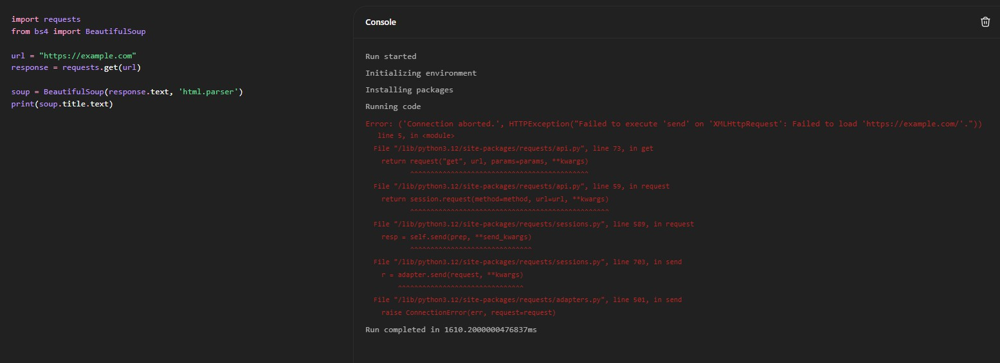 import requests
from bs4 import BeautifulSoup
url = "https://example.com"
response = requests.get(url)
soup = BeautifulSoup(response.text, 'html.parser')
print(soup.title.text)
Console
Run started
Initializing environment
Installing packages
Running code
Error: ('Connection aborted.', HTTPException("Failed to execute 'send' on 'XMLHttpRequest': Failed to load 'https://example.com/'."))
line 5, in <module>
File "/lib/python3.12/site-packages/requests/api.py", line 73, in get
return request("get", url, params=params, **kwargs)
^^^^^^^^^^^^^^^^^^^^^^^^^^^^^^^^^^^^^^^^^^^^
File "/lib/python3.12/site-packages/requests/api.py", line 59, in request
return session.request(method=method, url=url, **kwargs)
^^^^^^^^^^^^^^^^^^^^^^^^^^^^^^^^^^^^^^^^^^^^^^^^^
File "/lib/python3.12/site-packages/requests/sessions.py", line 589, in request
resp = self.send(prep, **send_kwargs)
^^^^^^^^^^^^^^^^^^^^^^^^^^^^^^
File "/lib/python3.12/site-packages/requests/sessions.py", line 703, in send
r = adapter.send(request, **kwargs)
^^^^^^^^^^^^^^^^^^^^^^^^^^^^^^^
File "/lib/python3.12/site-packages/requests/adapters.py", line 501, in send
raise ConnectionError(err, request=request)
Run completed in 1610.2000000476837ms